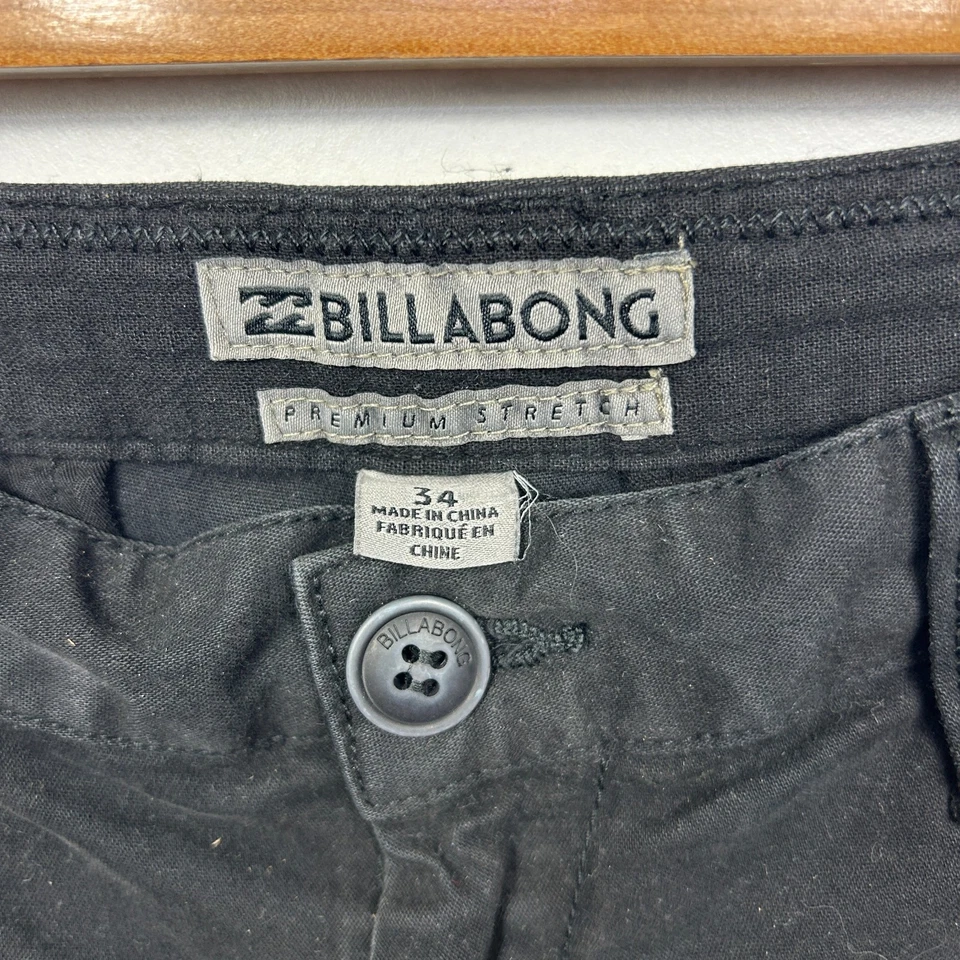 BILLABONG
PREMIUM STRETCH
34
MADE IN CHINA
FABRIQUÉ EN
CHINE
BILLABONG